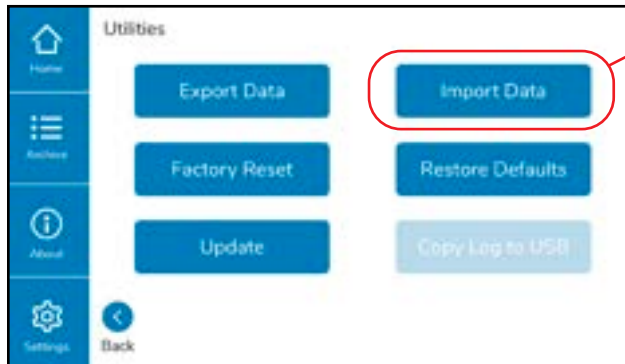 Utilities
Home
Export Data
Import Data
Archive
Factory Reset
Restore Defaults
About
Update
Copy Log to USB
Settings
Back